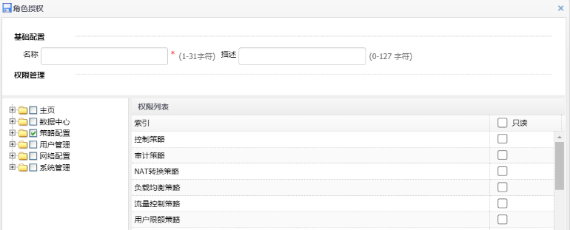 角色授权
基础配置
名称 * (1-31字符) 描述 (0-127 字符)
权限管理
主页
数据中心
策略配置
用户管理
网络配置
系统管理
权限列表
索引 只读
控制策略
审计策略
NAT转换策略
负载均衡策略
流量控制策略
用户限额策略